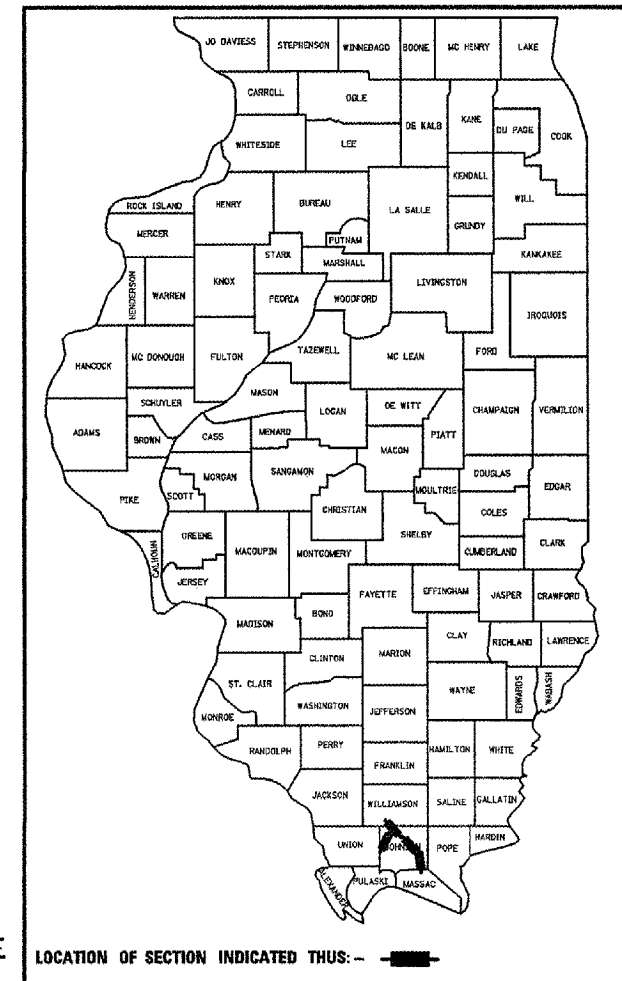 JO DAVIESS STEPHENSON WINNEBAGO BOONE MC HENRY LAKE
CARROLL OGLE DE KALB KANE DU PAGE COOK
WHITESIDE LEE KENDALL WILL
ROCK ISLAND HENRY BUREAU LA SALLE GRUNDY
MERCER PUTNAM KANKAKEE
HENDERSON WARREN KNOX STARK MARSHALL LIVINGSTON
PEORIA WOODFORD IROQUOIS
HANCOCK MC DONOUGH FULTON TAZEWELL MC LEAN FORD
SCHUYLER MASON LOGAN DE WITT CHAMPAIGN VERMILION
ADAMS BROWN CASS MENARD MACON PIATT
PIKE SCOTT MORGAN SANGAMON MOULTRIE DOUGLAS EDGAR
CHRISTIAN COLES
CALHOUN GREENE MACOUPIN MONTGOMERY SHELBY CUMBERLAND CLARK
JERSEY FAYETTE EFFINGHAM JASPER CRAWFORD
MADISON BOND CLAY RICHLAND LAWRENCE
CLINTON MARION
ST. CLAIR WAYNE EDWARDS WABASH
MONROE WASHINGTON JEFFERSON
RANDOLPH PERRY HAMILTON WHITE
FRANKLIN
JACKSON WILLIAMSON SALINE GALLATIN
UNION JOHNSON POPE HARDIN
ALEXANDER PULASKI MASSAC
LOCATION OF SECTION INDICATED THUS:-